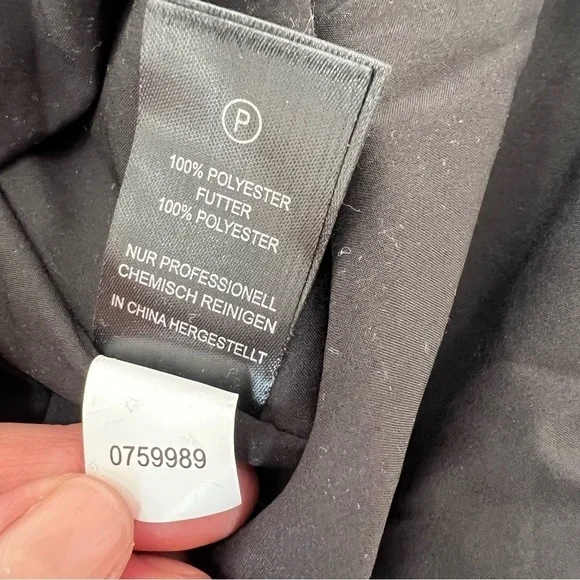 P
100% POLYESTER
FUTTER
100% POLYESTER
NUR PROFESSIONELL
CHEMISCH REINIGEN
IN CHINA HERGESTELLT
0759989